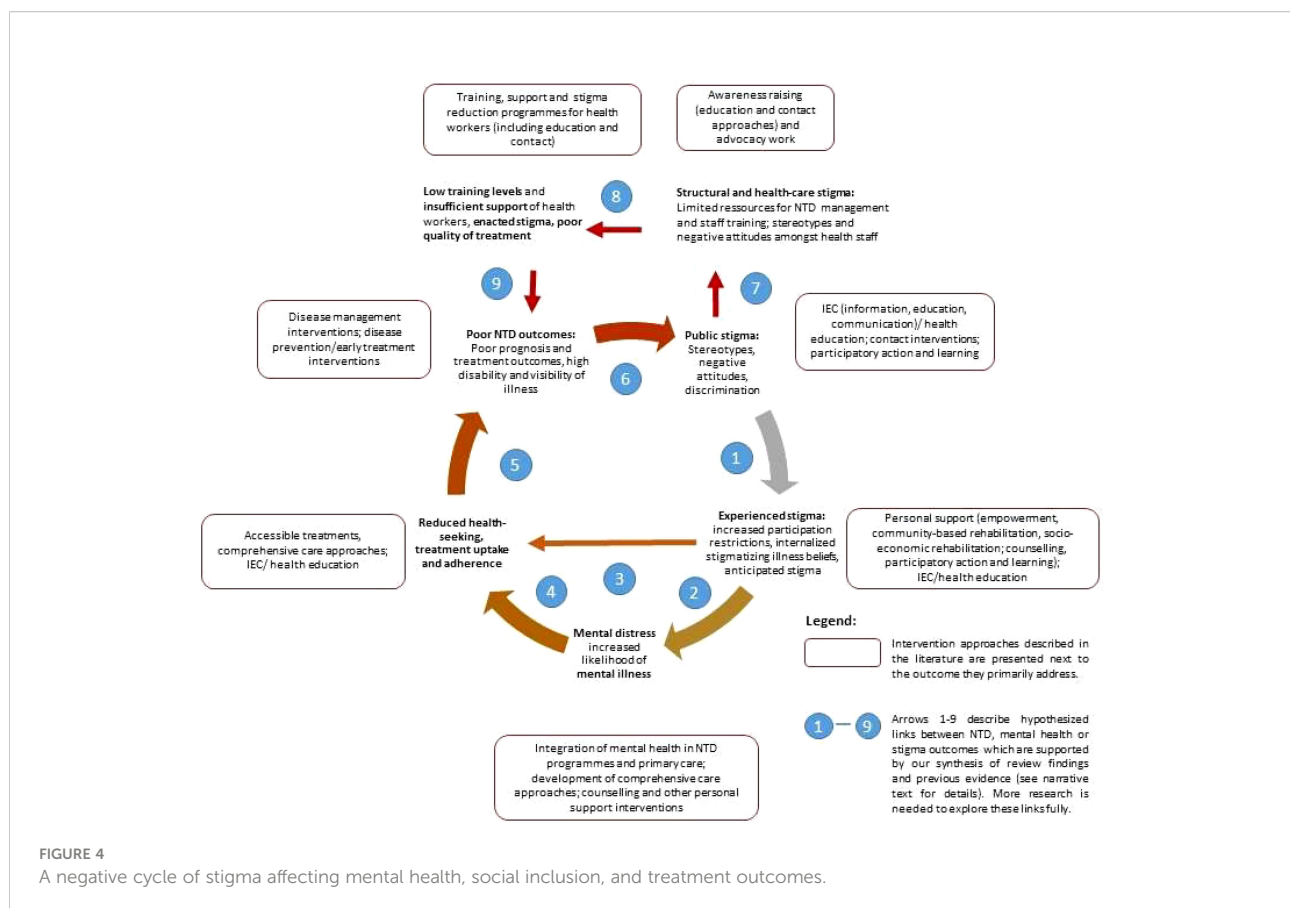 Training, support and stigma
reduction programmes for health
workers (including education and
contact)
Awareness raising
(education and contact
approaches) and
advocacy work
Low training levels and
insufficient support of health
workers, enacted stigma, poor
quality of treatment
8
Structural and health-care stigma:
Limited ressources for NTD management
and staff training; stereotypes and
negative attitudes amongst health staff
9
7
Disease management
interventions; disease
prevention/early treatment
interventions
Poor NTD outcomes:
Poor prognosis and
treatment outcomes, high
disability and visibility of
illness
6
Public stigma:
Stereotypes,
negative
attitudes,
discrimination
IEC (information, education,
communication)/ health
education; contact interventions;
participatory action and learning
5
1
Accessible treatments,
comprehensive care approaches;
IEC/ health education
Reduced health-
seeking,
treatment uptake
and adherence
Experienced stigma:
increased participation
restrictions, internalized
stigmatizing illness beliefs,
anticipated stigma
Personal support (empowerment,
community-based rehabilitation, socio-
economic rehabilitation; counselling,
participatory action and learning);
IEC/health education
4
3
2
Mental distress
increased
likelihood of
mental illness
Legend:
Intervention approaches described in
the literature are presented next to
the outcome they primarily address.
1 — 9
Arrows 1-9 describe hypothesized
links between NTD, mental health or
stigma outcomes which are supported
by our synthesis of review findings
and previous evidence (see narrative
text for details). More research is
needed to explore these links fully.
Integration of mental health in NTD
programmes and primary care;
development of comprehensive care
approaches; counselling and other personal
support interventions
FIGURE 4
A negative cycle of stigma affecting mental health, social inclusion, and treatment outcomes.